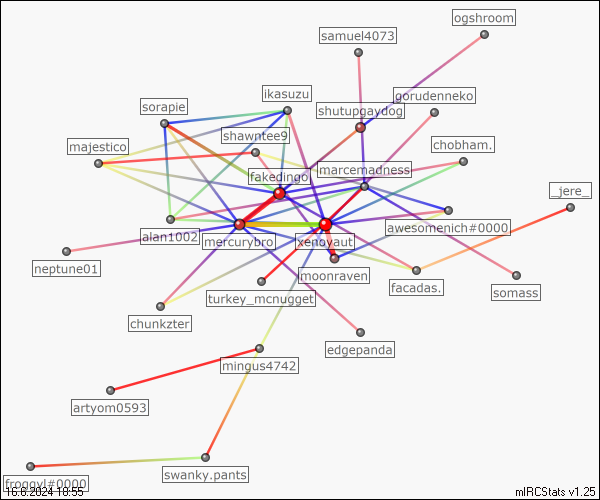 ogshroom
samuel4073
ikasuzu
gorudenneko
sorapie
shutupgaydog
shawntee9
majestico
chobham.
marcemadness
fakedingo
_jere_
alan1002
mercurybro
xenoyaut
awesomenich#0000
neptune01
moonraven
facadas.
somass
turkey_mcnugget
chunkzter
edgepanda
mingus4742
artyom0593
swanky.pants
froggyl#0000
16.6.2024 18:55
mIRCStats v1.25